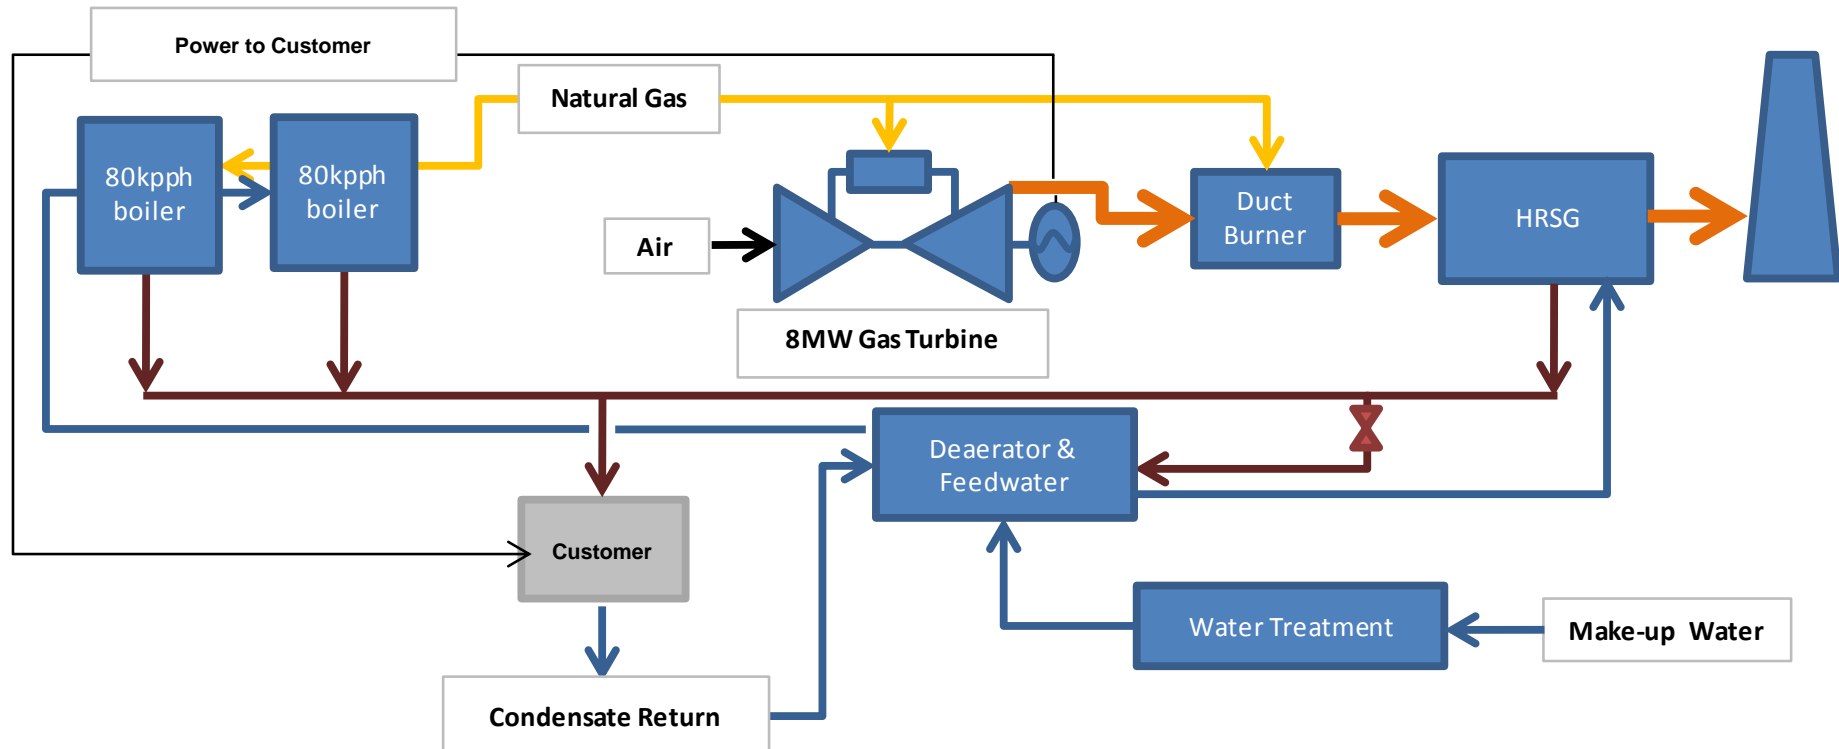 Power to Customer
Natural Gas
80kpph
boiler
80kpph
boiler
Air
8MW Gas Turbine
Duct
Burner
HRSG
Deaerator &
Feedwater
Customer
Water Treatment
Make-up Water
Condensate Return